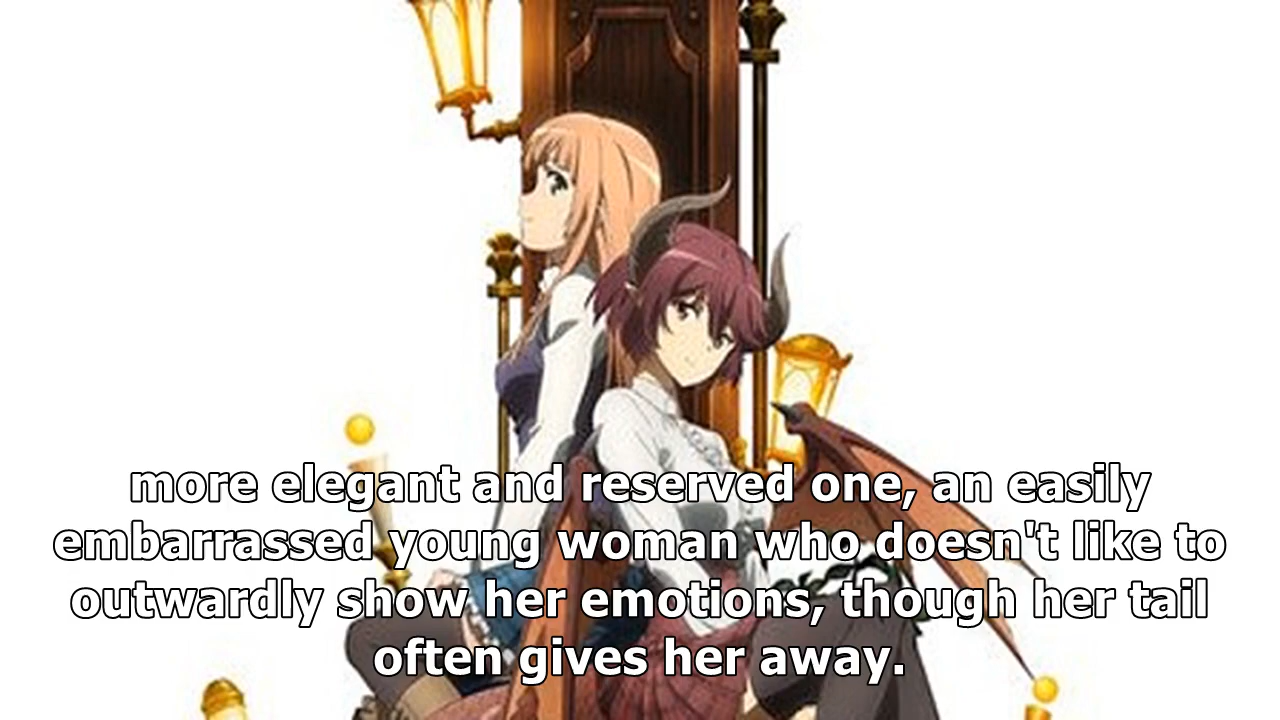 more elegant and reserved one, an easily
embarrassed young woman who doesn't like to
outwardly show her emotions, though her tail
often gives her away.